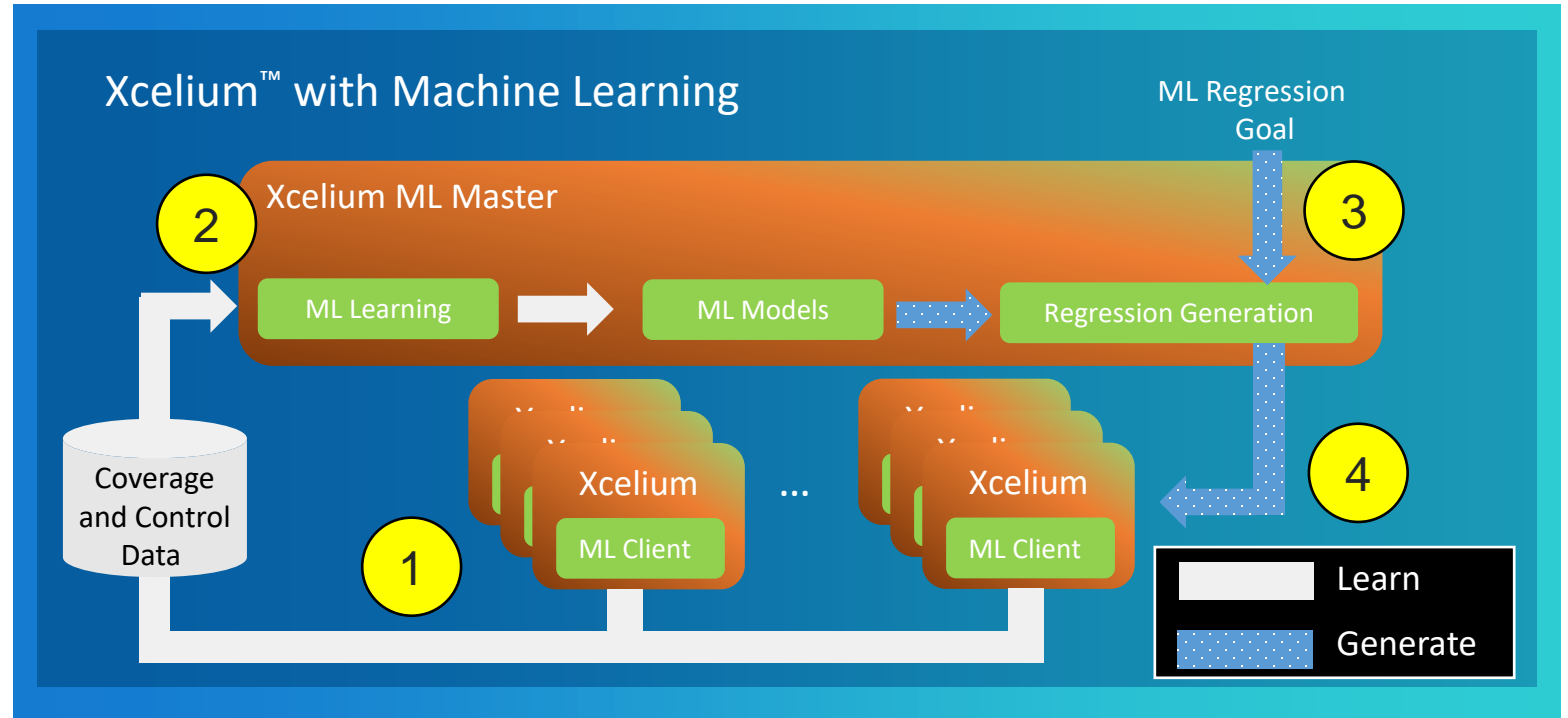 Xcelium™ with Machine Learning
ML Regression
Goal
2
Xcelium ML Master
3
ML Learning
ML Models
Regression Generation
Coverage
and Control
Data
1
Xcelium
ML Client
...
Xcelium
ML Client
4
Learn
Generate